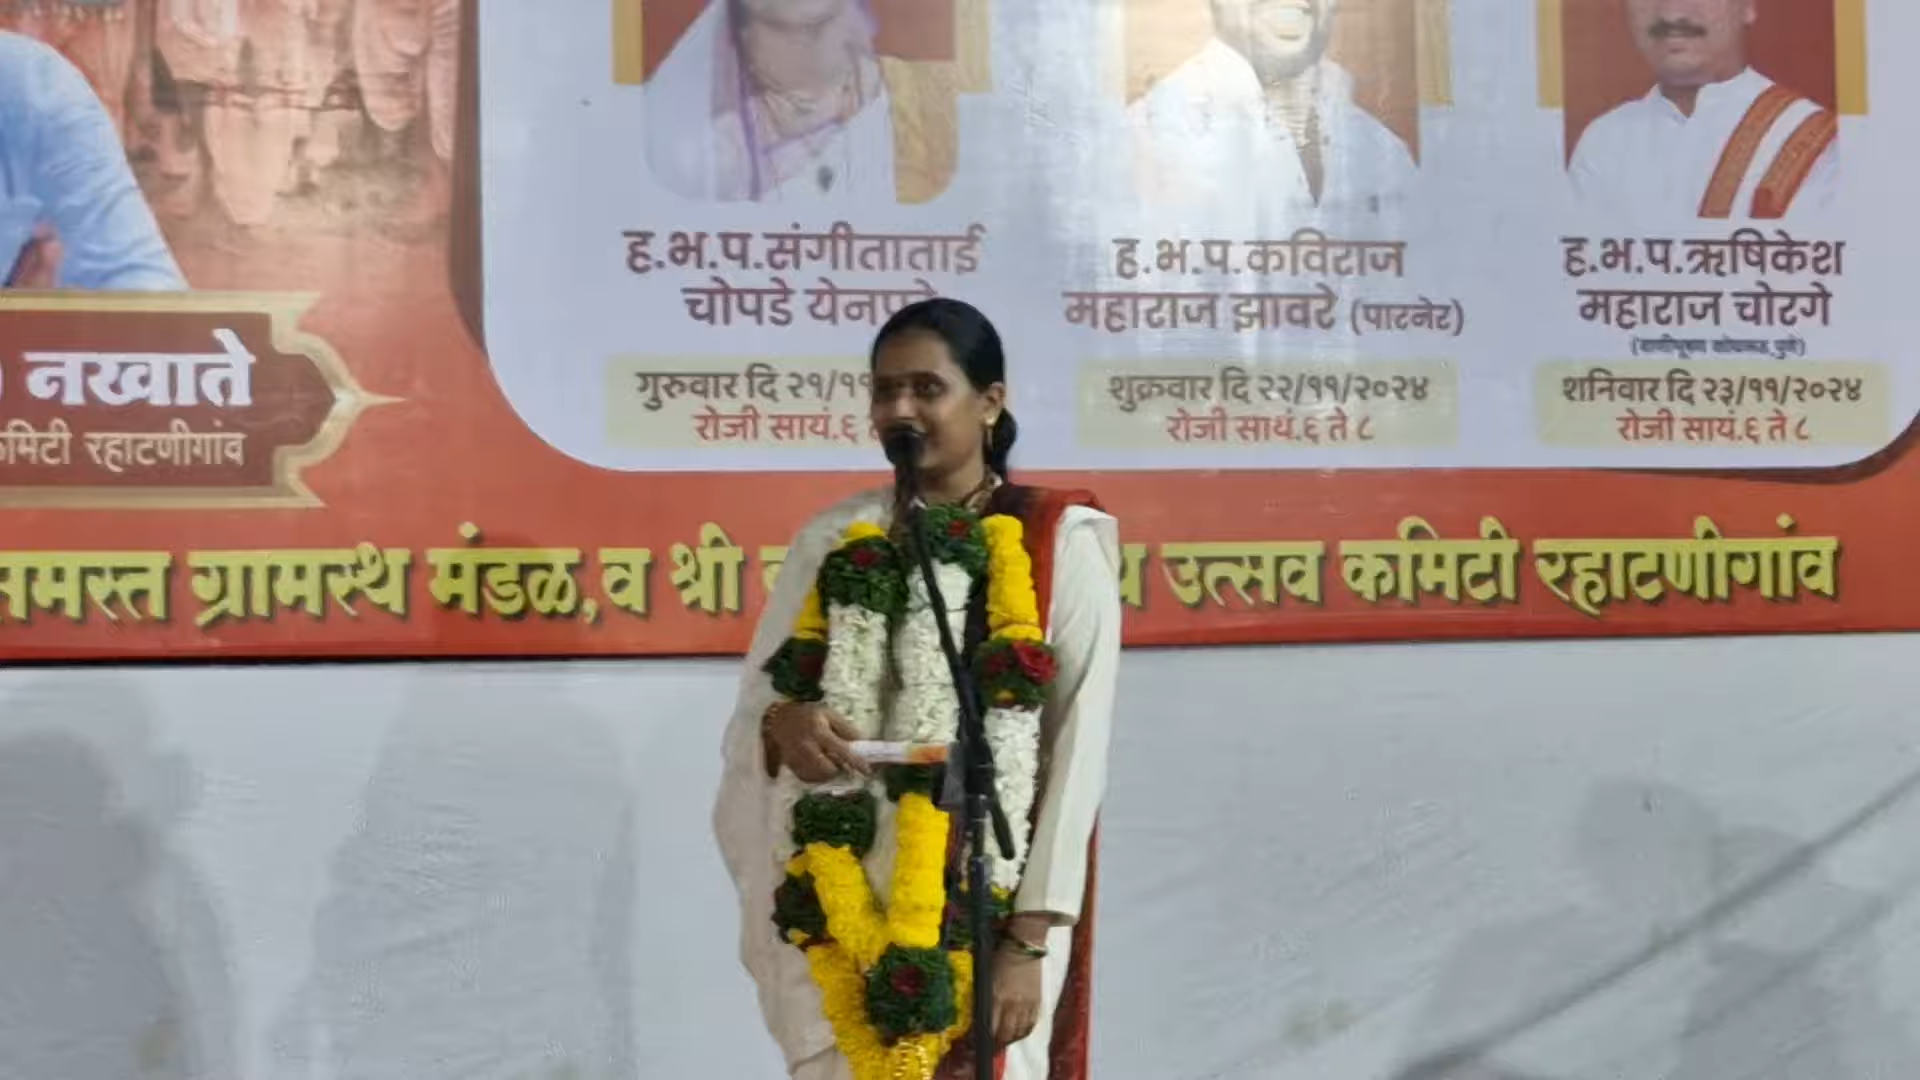 ह.भ.प.संगीताताई
चोपडे
गुरुवार दि २१/११
रोजी सायं.६
ह.भ.प.कविराज
महाराज झावरे (पारनेर)
शुक्रवार दि २२/११/२०२४
रोजी सायं.६ ते ८
ह.भ.प.ऋषिकेश
महाराज चोरगे
शनिवार दि २३/११/२०२४
रोजी सायं.६ ते ८
नखाते
कमिटी रहाटणीगांव
समस्त ग्रामस्थ मंडळ,व श्री उत्सव कमिटी रहाटणीगांव